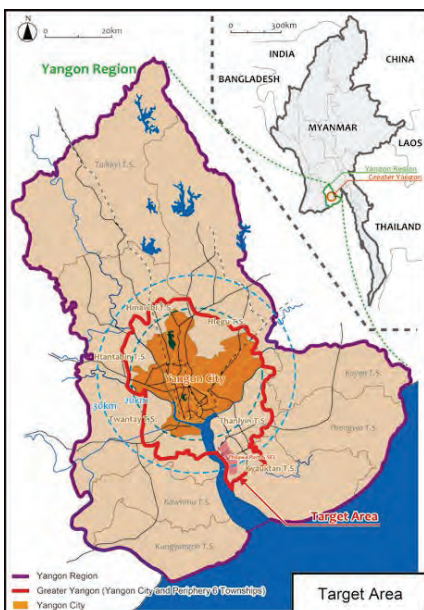 N
0 20km
0 300km
Yangon Region
INDIA
CHINA
BANGLADESH
MYANMAR
LAOS
Yangon Region
Greater Yangon
THAILAND
Taikkyi T.S.
Hmawbi T.S.
Hlegu T.S.
Htantabin T.S.
Yangon City
30km
20km
Kayan T.S.
Twantay T.S.
Thanlyin T.S.
Thongwa T.S.
Kyauktan T.S.
Kawhmu T.S.
Target Area
Kungyangon T.S.
Yangon Region
Greater Yangon (Yangon City and Periphery 6 Townships)
Yangon City
Target Area